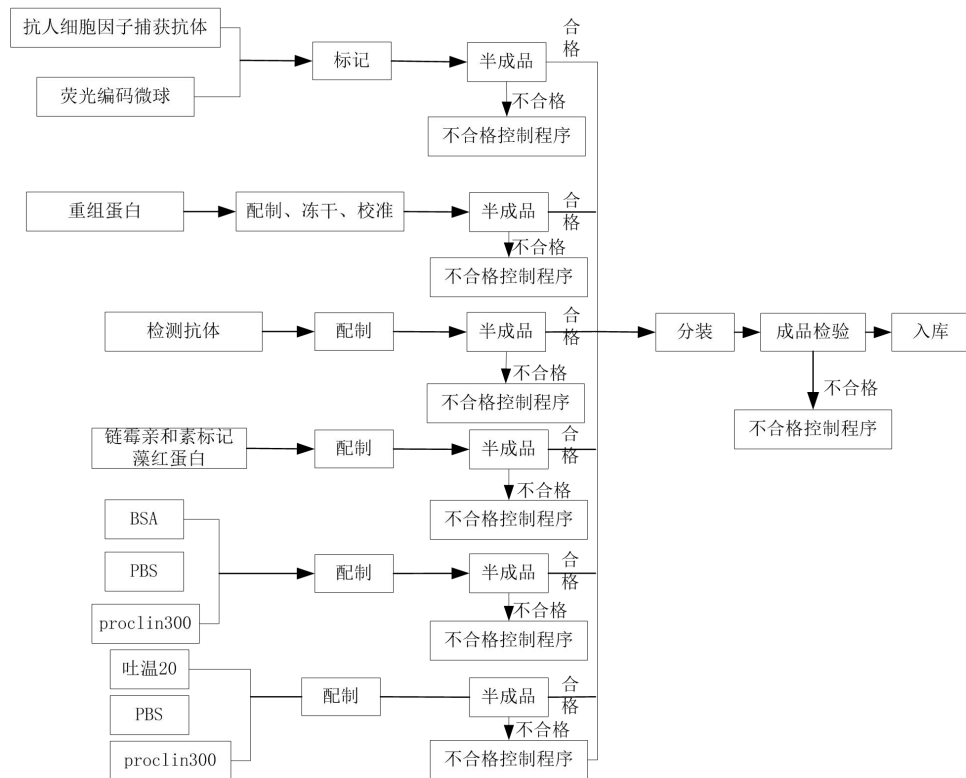 抗人细胞因子捕获抗体
荧光编码微球
标记
半成品
合
格
不合格
不合格控制程序
重组蛋白
配制、冻干、校准
半成品
合
格
不合格
不合格控制程序
检测抗体
配制
半成品
合
格
不合格
不合格控制程序
分装
成品检验
入库
不合格
不合格控制程序
链霉亲和素标记
藻红蛋白
配制
半成品
合
格
不合格
不合格控制程序
BSA
PBS
proclin300
配制
半成品
合
格
不合格
不合格控制程序
吐温20
PBS
proclin300
配制
半成品
合
格
不合格
不合格控制程序